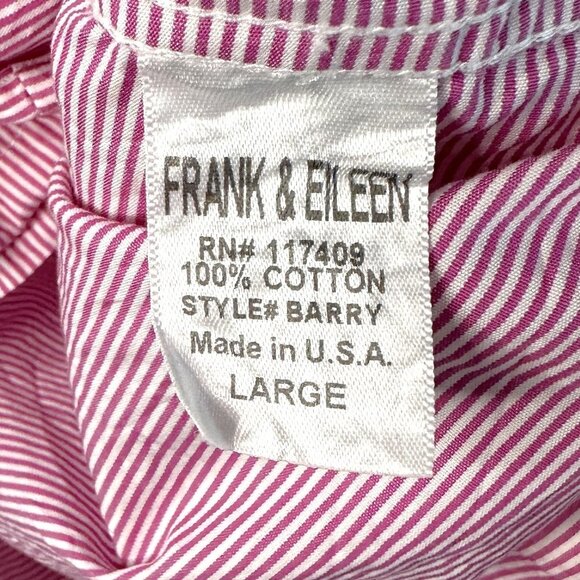 FRANK & EILEEN
RN# 117409
100% COTTON
STYLE# BARRY
Made in U.S.A.
LARGE